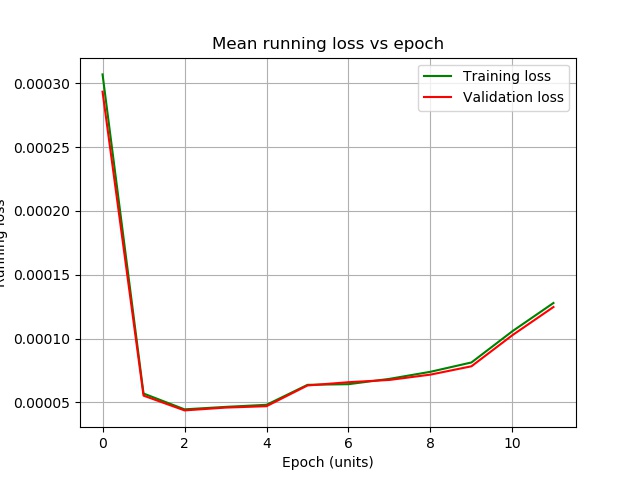 Mean running loss vs epoch
Training loss
Validation loss
0.00030
0.00025
0.00020
0.00015
0.00010
0.00005
Running loss
0 2 4 6 8 10
Epoch (units)